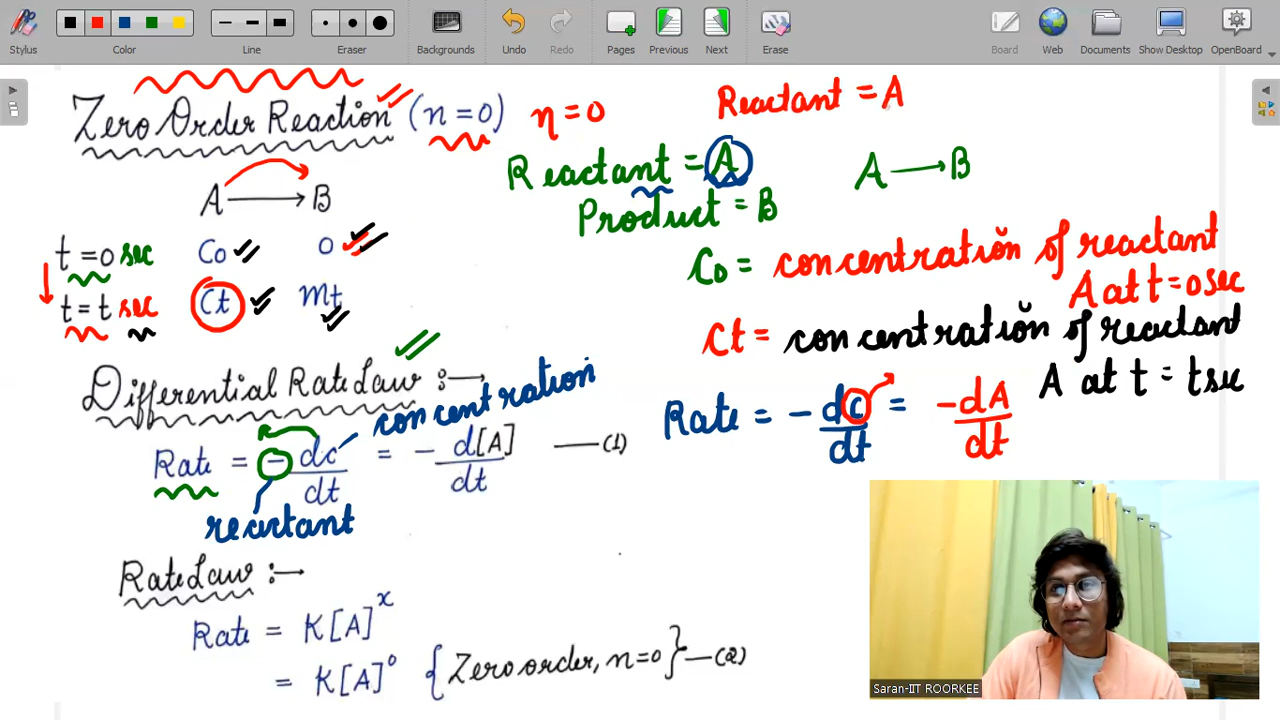 Stylus Color Line Eraser Backgrounds Undo Redo Pages Previous Next Erase Board Web Documents Show Desktop OpenBoard
Zero Order Reaction (n=0) n=0
Reactant = A
Reactant = A
Product = B
A → B
A → B
t = 0 sec Co 0
t = t sec Ct Mt
Co = concentration of reactant
A at t = 0 sec
Ct = concentration of reactant
A at t = t sec
Differential Rate Law :→
concentration
Rate = - dc/dt = - d[A]/dt —(1)
reactant
Rate = - dc/dt = -dA/dt
Rate Law :→
Rate = K[A]^x
= K[A]^0 {Zero order, n=0} —(2)
Saran-IIT ROORKEE